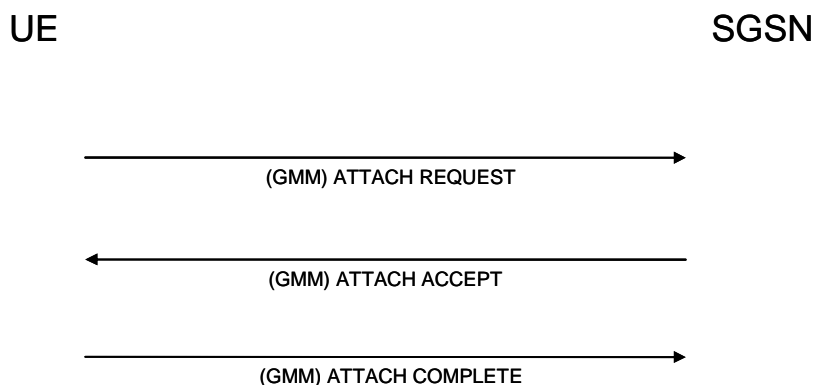 UE
SGSN
(GMM) ATTACH REQUEST
(GMM) ATTACH ACCEPT
(GMM) ATTACH COMPLETE